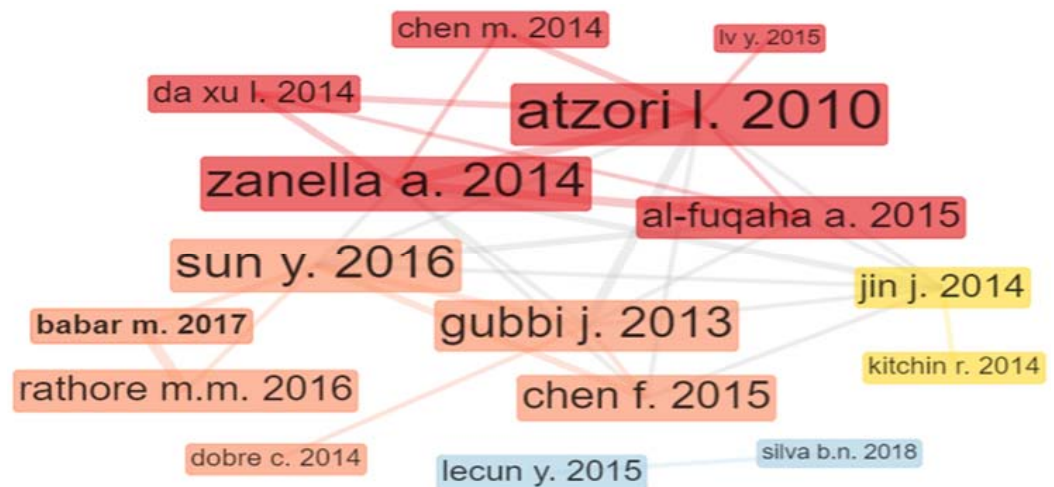 chen m. 2014
lv y. 2015
da xu l. 2014
atzori l. 2010
zanella a. 2014
al-fuqaha a. 2015
sun y. 2016
jin j. 2014
babar m. 2017
gubbi j. 2013
kitchin r. 2014
rathore m.m. 2016
chen f. 2015
dobre c. 2014
lecun y. 2015
silva b.n. 2018